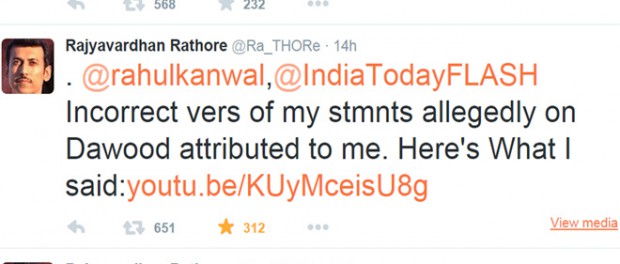 568 232
Rajyavardhan Rathore @Ra_THORe · 14h
. @rahulkanwal,@IndiaTodayFLASH
Incorrect vers of my stmnts allegedly on
Dawood attributed to me. Here's What I
said:youtu.be/KUyMceisU8g
651 312
View media